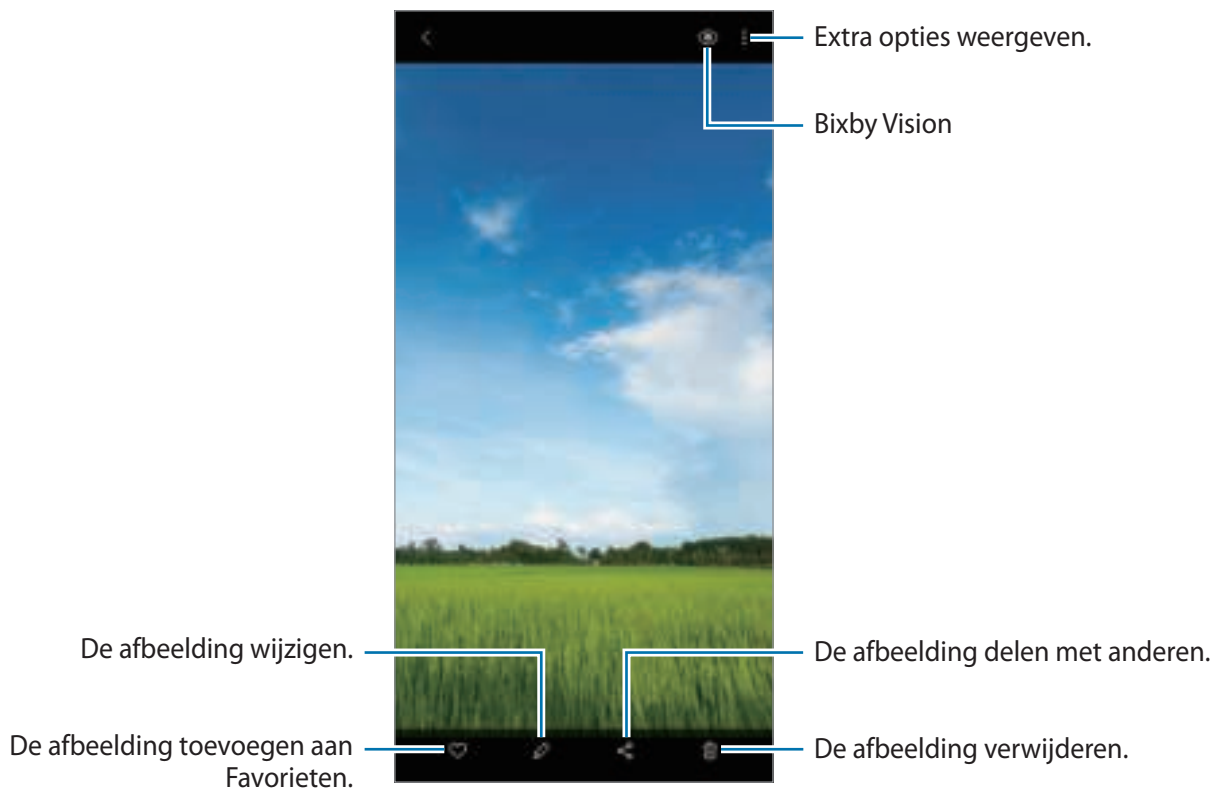 Extra opties weergeven.
Bixby Vision
De afbeelding wijzigen.
De afbeelding delen met anderen.
De afbeelding toevoegen aan
Favorieten.
De afbeelding verwijderen.